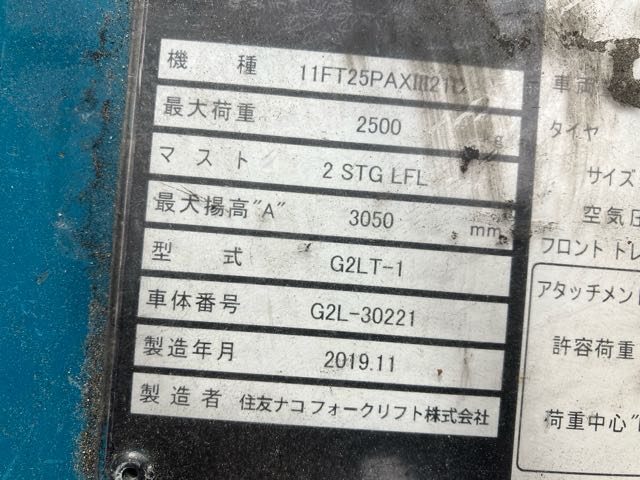 機種 11FT25PAXIII21
最大荷重 2500
マスト 2 STG LFL
最大揚高"A" 3050 mm
型式 G2LT-1
車体番号 G2L-30221
製造年月 2019.11
製造者 住友ナコフォークリフト株式会社
車両
タイヤ
サイズ
空気圧
フロント トレ
アタッチメント
許容荷重
荷重中心"